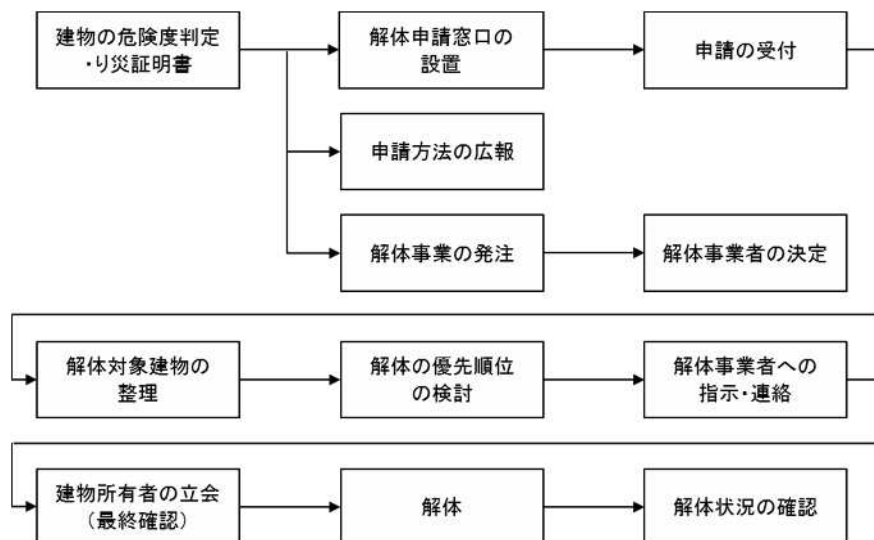 建物の危険度判定
・り災証明書
解体申請窓口の
設置
申請の受付
申請方法の広報
解体事業の発注
解体事業者の決定
解体対象建物の
整理
解体の優先順位
の検討
解体事業者への
指示・連絡
建物所有者の立会
（最終確認）
解体
解体状況の確認